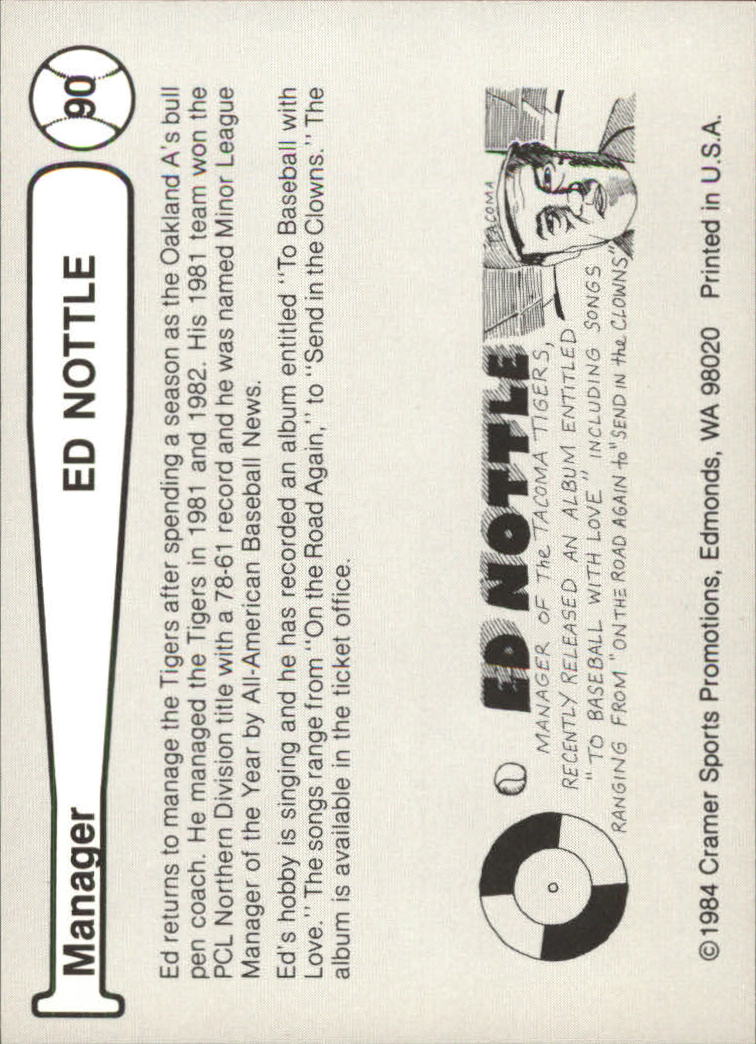 Manager
ED NOTTLE
90
Ed returns to manage the Tigers after spending a season as the Oakland A's bull
pen coach. He managed the Tigers in 1981 and 1982. His 1981 team won the
PCL Northern Division title with a 78-61 record and he was named Minor League
Manager of the Year by All-American Baseball News.
Ed's hobby is singing and he has recorded an album entitled "To Baseball with
Love." The songs range from "On the Road Again," to "Send in the Clowns." The
album is available in the ticket office.
TACOMA
ED NOTTLE
MANAGER OF The TACOMA TIGERS,
RECENTLY RELEASED AN ALBUM ENTITLED
"TO BASEBALL WITH LOVE" INCLUDING SONGS
RANGING FROM "ON THE ROAD AGAIN to "SEND IN the CLOWNS"
©1984 Cramer Sports Promotions, Edmonds, WA 98020 Printed in U.S.A.